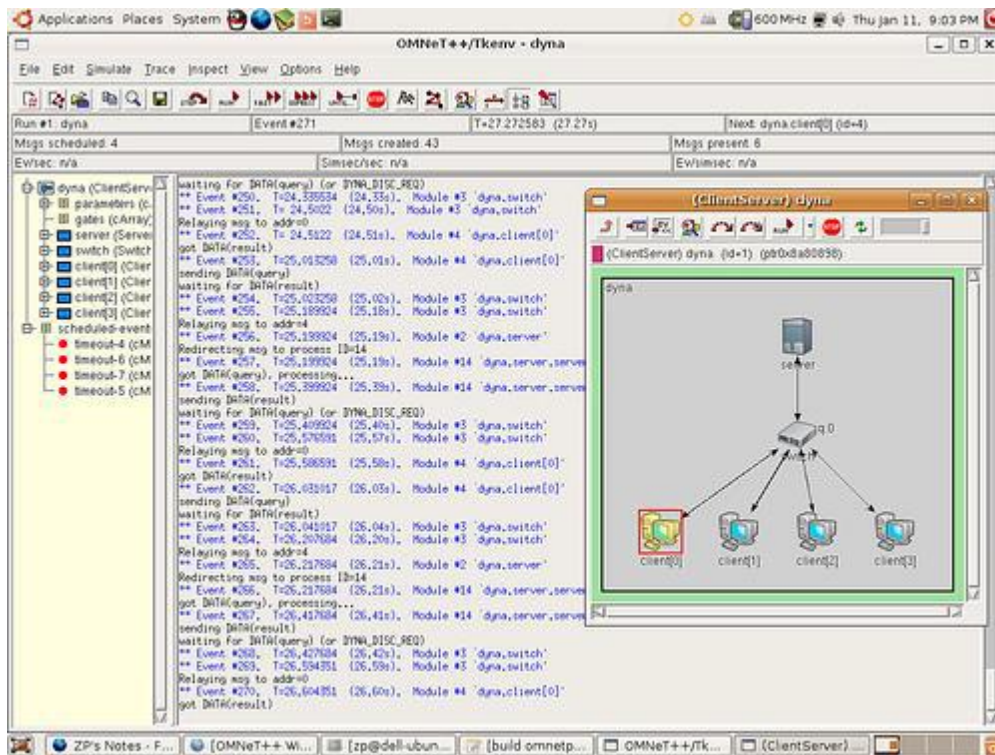 Applications Places System
600 MHz Thu Jan 11, 9:03 PM
OMNeT++/Tkenv - dyna
File Edit Simulate Trace Inspect View Options Help
Run #1: dyna
Event #271
T=27.272583 (27.27s)
Next: dyna.client[0] (id=4)
Msgs scheduled: 4
Msgs created: 43
Msgs present: 6
Ev/sec: n/a
Simsec/sec: n/a
Ev/simsec: n/a
dyna (ClientServ
parameters (c
gates (cArray,
server (Server
switch (Switch
client[0] (Clier
client[1] (Clier
client[2] (Clier
client[3] (Clier
scheduled-event
timeout-4 (cM
timeout-6 (cM
timeout-7 (cM
timeout-5 (cM
waiting for DATA(query) (or DYNA_DISC_REQ)
** Event #250. T=24.335534 (24.33s). Module #3 `dyna.switch'
** Event #251. T= 24.5022 (24.50s). Module #3 `dyna.switch'
Relaying msg to addr=0
** Event #252. T= 24.5122 (24.51s). Module #4 `dyna.client[0]'
got DATA(result)
** Event #253. T=25.013258 (25.01s). Module #4 `dyna.client[0]'
sending DATA(query)
waiting for DATA(result)
** Event #254. T=25.023258 (25.02s). Module #3 `dyna.switch'
** Event #255. T=25.189924 (25.18s). Module #3 `dyna.switch'
Relaying msg to addr=4
** Event #256. T=25.199924 (25.19s). Module #2 `dyna.server'
Redirecting msg to process ID=14
** Event #257. T=25.199924 (25.19s). Module #14 `dyna.server.serve
got DATA(query), processing...
** Event #258. T=25.399924 (25.39s). Module #14 `dyna.server.serve
sending DATA(result)
waiting for DATA(query) (or DYNA_DISC_REQ)
** Event #259. T=25.409924 (25.40s). Module #3 `dyna.switch'
** Event #260. T=25.576591 (25.57s). Module #3 `dyna.switch'
Relaying msg to addr=0
** Event #261. T=25.586591 (25.58s). Module #4 `dyna.client[0]'
got DATA(result)
** Event #262. T=26.031017 (26.03s). Module #4 `dyna.client[0]'
sending DATA(query)
waiting for DATA(result)
** Event #263. T=26.041017 (26.04s). Module #3 `dyna.switch'
** Event #264. T=26.207684 (26.20s). Module #3 `dyna.switch'
Relaying msg to addr=4
** Event #265. T=26.217684 (26.21s). Module #2 `dyna.server'
Redirecting msg to process ID=14
** Event #266. T=26.217684 (26.21s). Module #14 `dyna.server.serve
got DATA(query), processing...
** Event #267. T=26.417684 (26.41s). Module #14 `dyna.server.serve
sending DATA(result)
waiting for DATA(query) (or DYNA_DISC_REQ)
** Event #268. T=26.427684 (26.42s). Module #3 `dyna.switch'
** Event #269. T=26.594351 (26.59s). Module #3 `dyna.switch'
Relaying msg to addr=0
** Event #270. T=26.604351 (26.60s). Module #4 `dyna.client[0]'
got DATA(result)
(ClientServer) dyna
(ClientServer) dyna (id=1) (ptr0x8a80898)
dyna
server
q:0
switch
client[0] client[1] client[2] client[3]
ZP's Notes - F...
[OMNeT++ Wi...
[zp@dell-ubun...
[build omnetp...
OMNeT++/Tk...
(ClientServer) ...